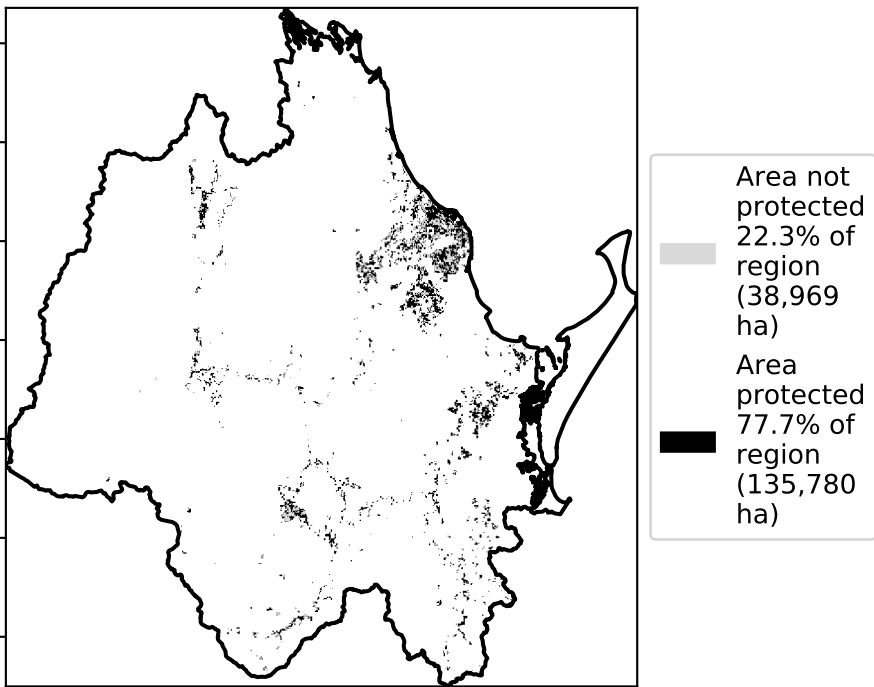 Area not
protected
22.3% of
region
(38,969
ha)
Area
protected
77.7% of
region
(135,780
ha)